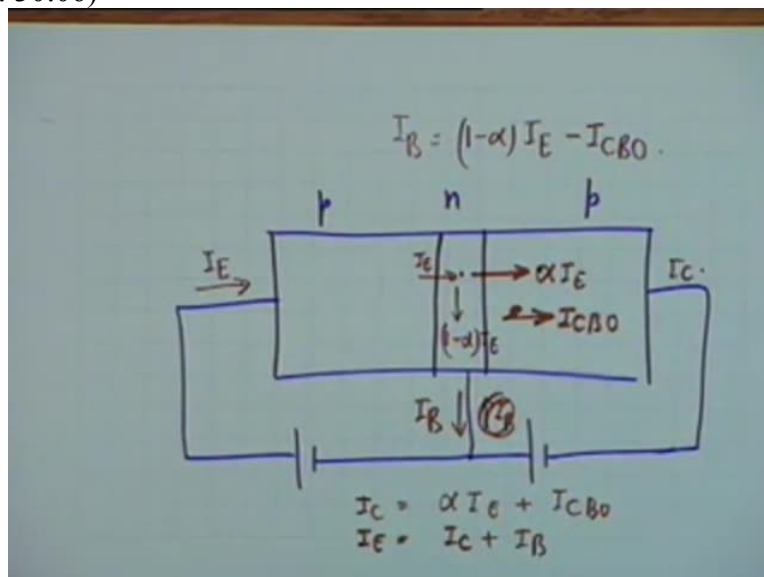 I_B = (1-α) I_E - I_CBO.
p n p
I_E I_E αI_E I_C.
I_CBO
(1-α)I_E
I_B
I_C = αI_E + I_CBO
I_E = I_C + I_B